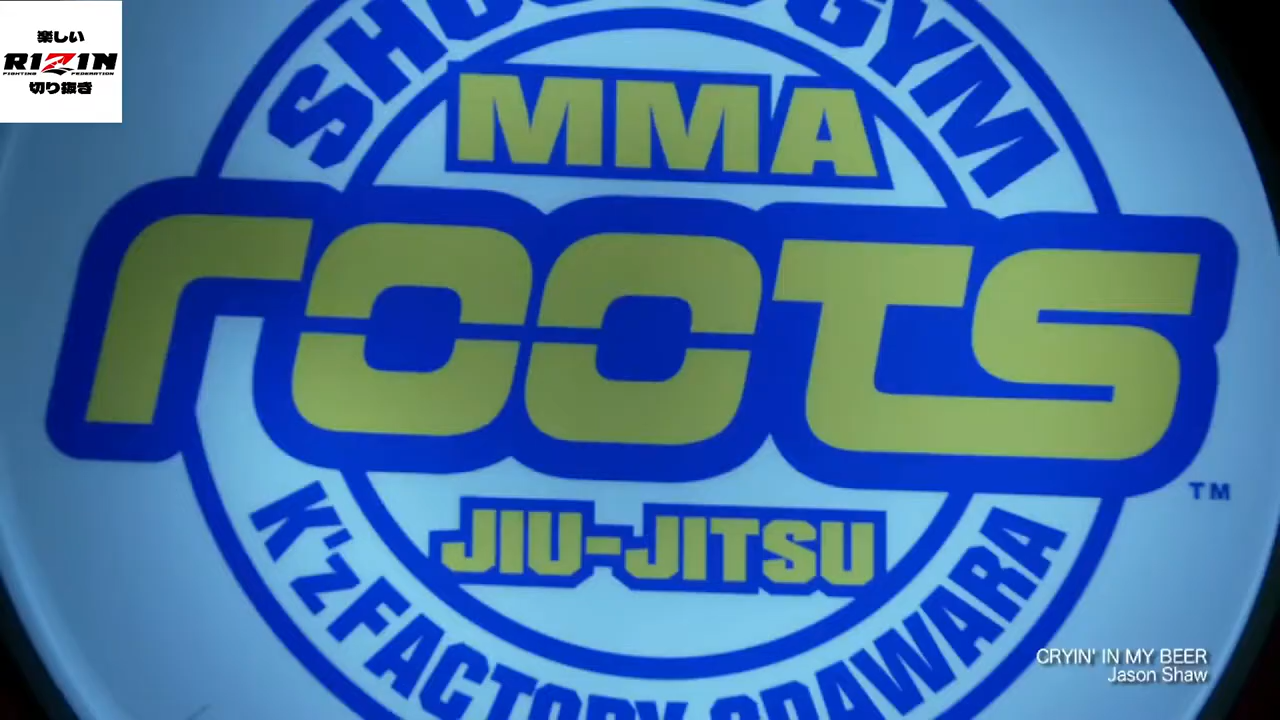 楽しい
RIZIN
FIGHTING FEDERATION
切り抜き
GYM
MMA
roots
TM
JIU-JITSU
K'z FACTORY ODAWARA
CRYIN' IN MY BEER
Jason Shaw